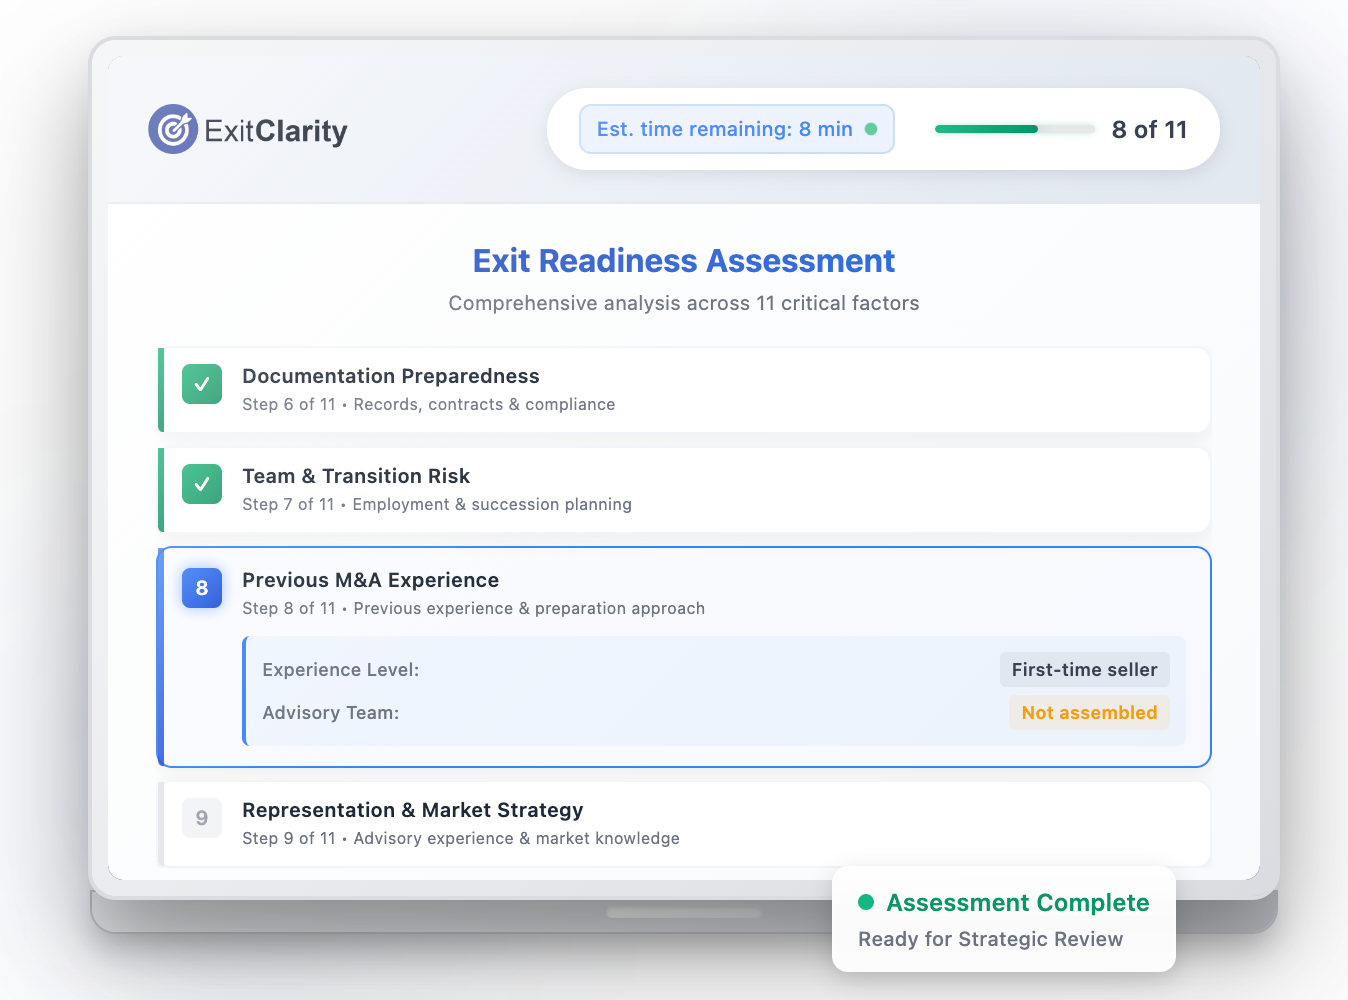 ExitClarity
Est. time remaining: 8 min
8 of 11
Exit Readiness Assessment
Comprehensive analysis across 11 critical factors
Documentation Preparedness
Step 6 of 11 • Records, contracts & compliance
Team & Transition Risk
Step 7 of 11 • Employment & succession planning
8
Previous M&A Experience
Step 8 of 11 • Previous experience & preparation approach
Experience Level: First-time seller
Advisory Team: Not assembled
9
Representation & Market Strategy
Step 9 of 11 • Advisory experience & market knowledge
Assessment Complete
Ready for Strategic Review